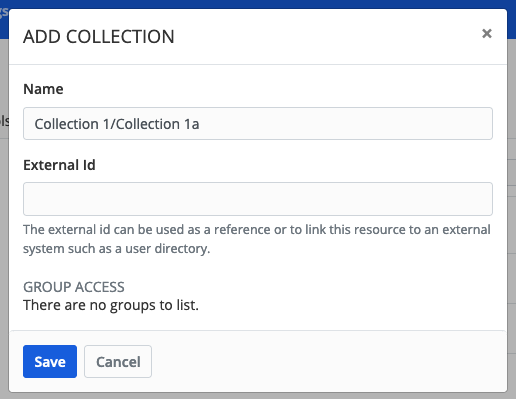 ADD COLLECTION
×
Name
Collection 1/Collection 1a
External Id
The external id can be used as a reference or to link this resource to an external
system such as a user directory.
GROUP ACCESS
There are no groups to list.
Save
Cancel